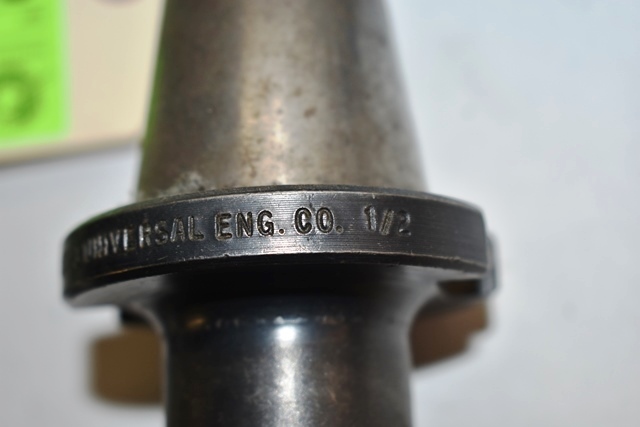 UNIVERSAL ENG. CO. 1/2